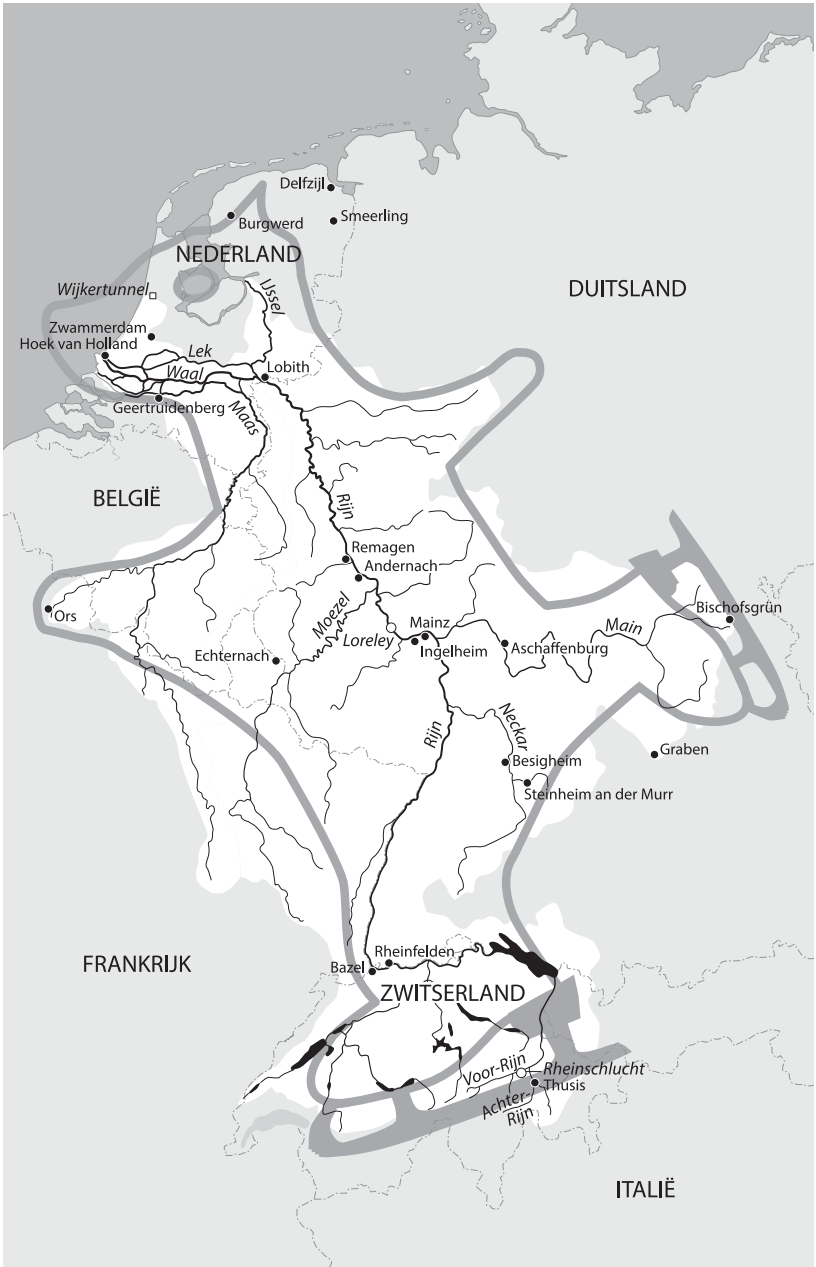 Delfzijl
Burgwerd
Smeerling
NEDERLAND
IJssel
DUITSLAND
Wijkertunnel
Zwammerdam
Hoek van Holland
Lek
Waal
Lobith
Geertruidenberg
Maas
BELGIË
Rijn
Remagen
Andernach
Ors
Moezel
Loreley
Mainz
Ingelheim
Main
Bischofsgrün
Echternach
Aschaffenburg
Rijn
Neckar
Graben
Besigheim
Steinheim an der Murr
FRANKRIJK
Rheinfelden
Bazel
ZWITSERLAND
Voor-Rijn
Rheinschlucht
Thusis
Achter-
Rijn
ITALIË